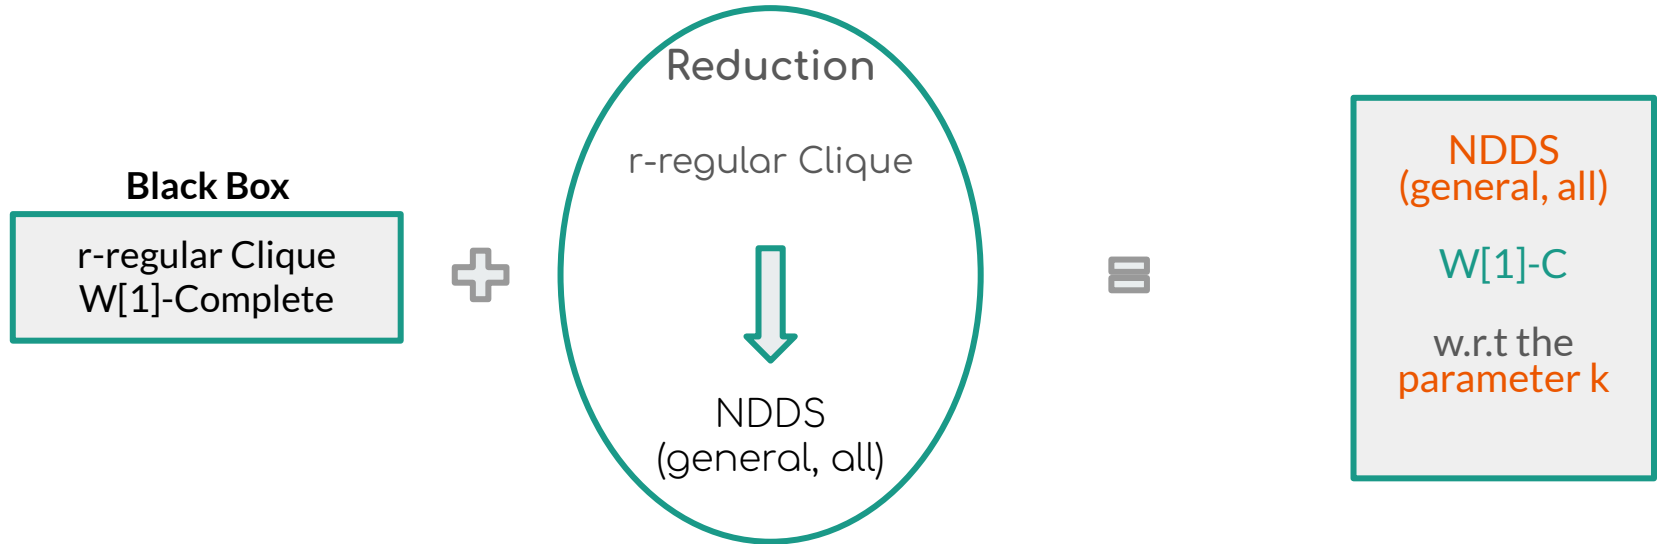 Black Box
r-regular Clique
W[1]-Complete
Reduction
r-regular Clique
NDDS
(general, all)
NDDS
(general, all)
W[1]-C
w.r.t the
parameter k